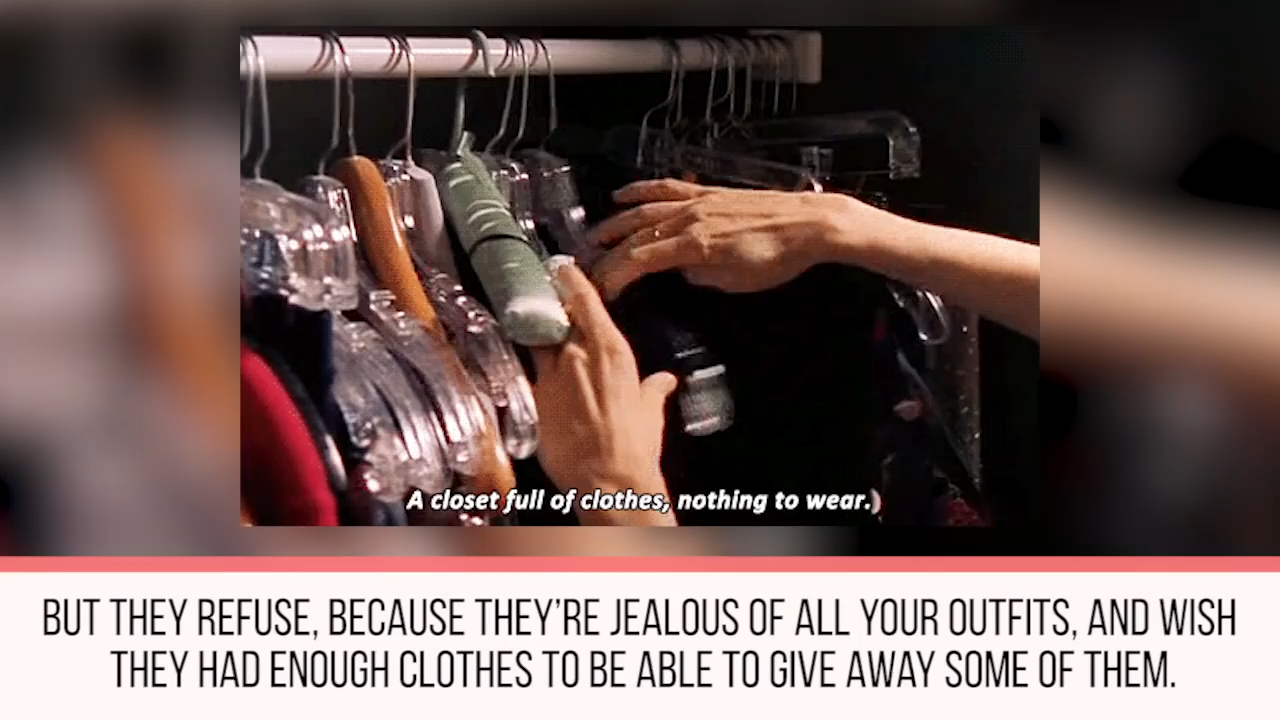 A closet full of clothes, nothing to wear.
BUT THEY REFUSE, BECAUSE THEY’RE JEALOUS OF ALL YOUR OUTFITS, AND WISH
THEY HAD ENOUGH CLOTHES TO BE ABLE TO GIVE AWAY SOME OF THEM.